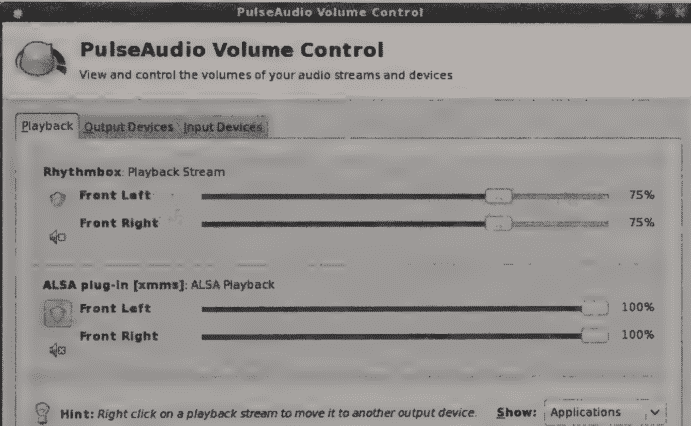 PulseAudio Volume Control
PulseAudio Volume Control
View and control the volumes of your audio streams and devices
Playback Output Devices Input Devices
Rhythmbox: Playback Stream
Front Left 75%
Front Right 75%
ALSA plug-in [xmms]: ALSA Playback
Front Left 100%
Front Right 100%
Hint: Right click on a playback stream to move it to another output device. Show: Applications